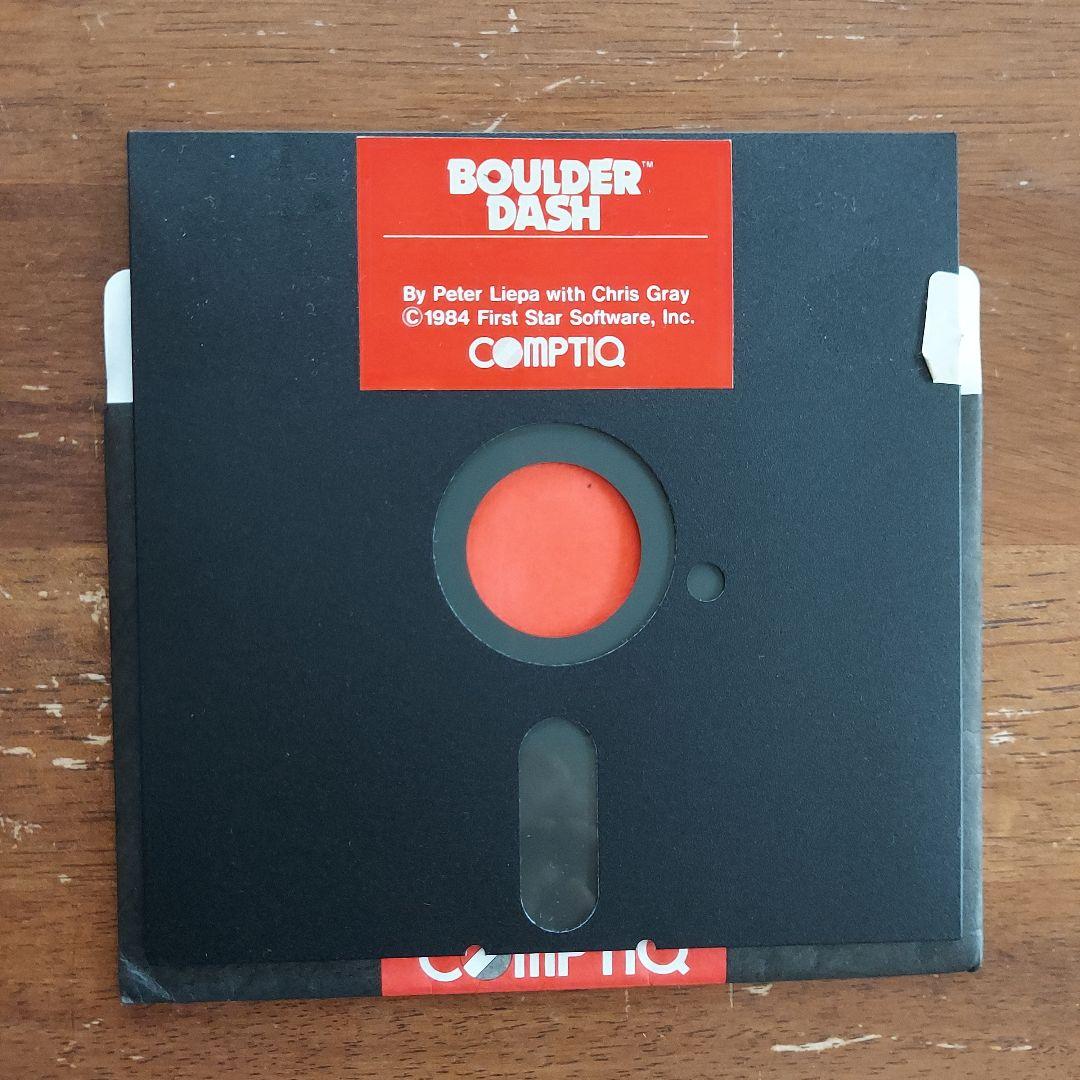 BOULDER™
DASH
By Peter Liepa with Chris Gray
©1984 First Star Software, Inc.
COMPTIQ
COMPTIQ